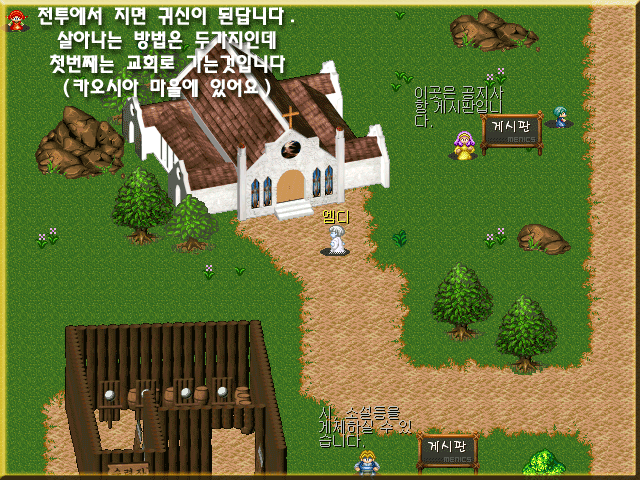 전투에서 지면 귀신이 된답니다.
살아나는 방법은 두가지인데
첫번째는 교회로 가는것입니다
(카오시아 마을에 있어요)
이곳은 공지사
항 게시판입니
다.
게시판
MSNICS
엠디
시, 소설등을
게제하실 수 있
습니다.
게시판
MSNICS